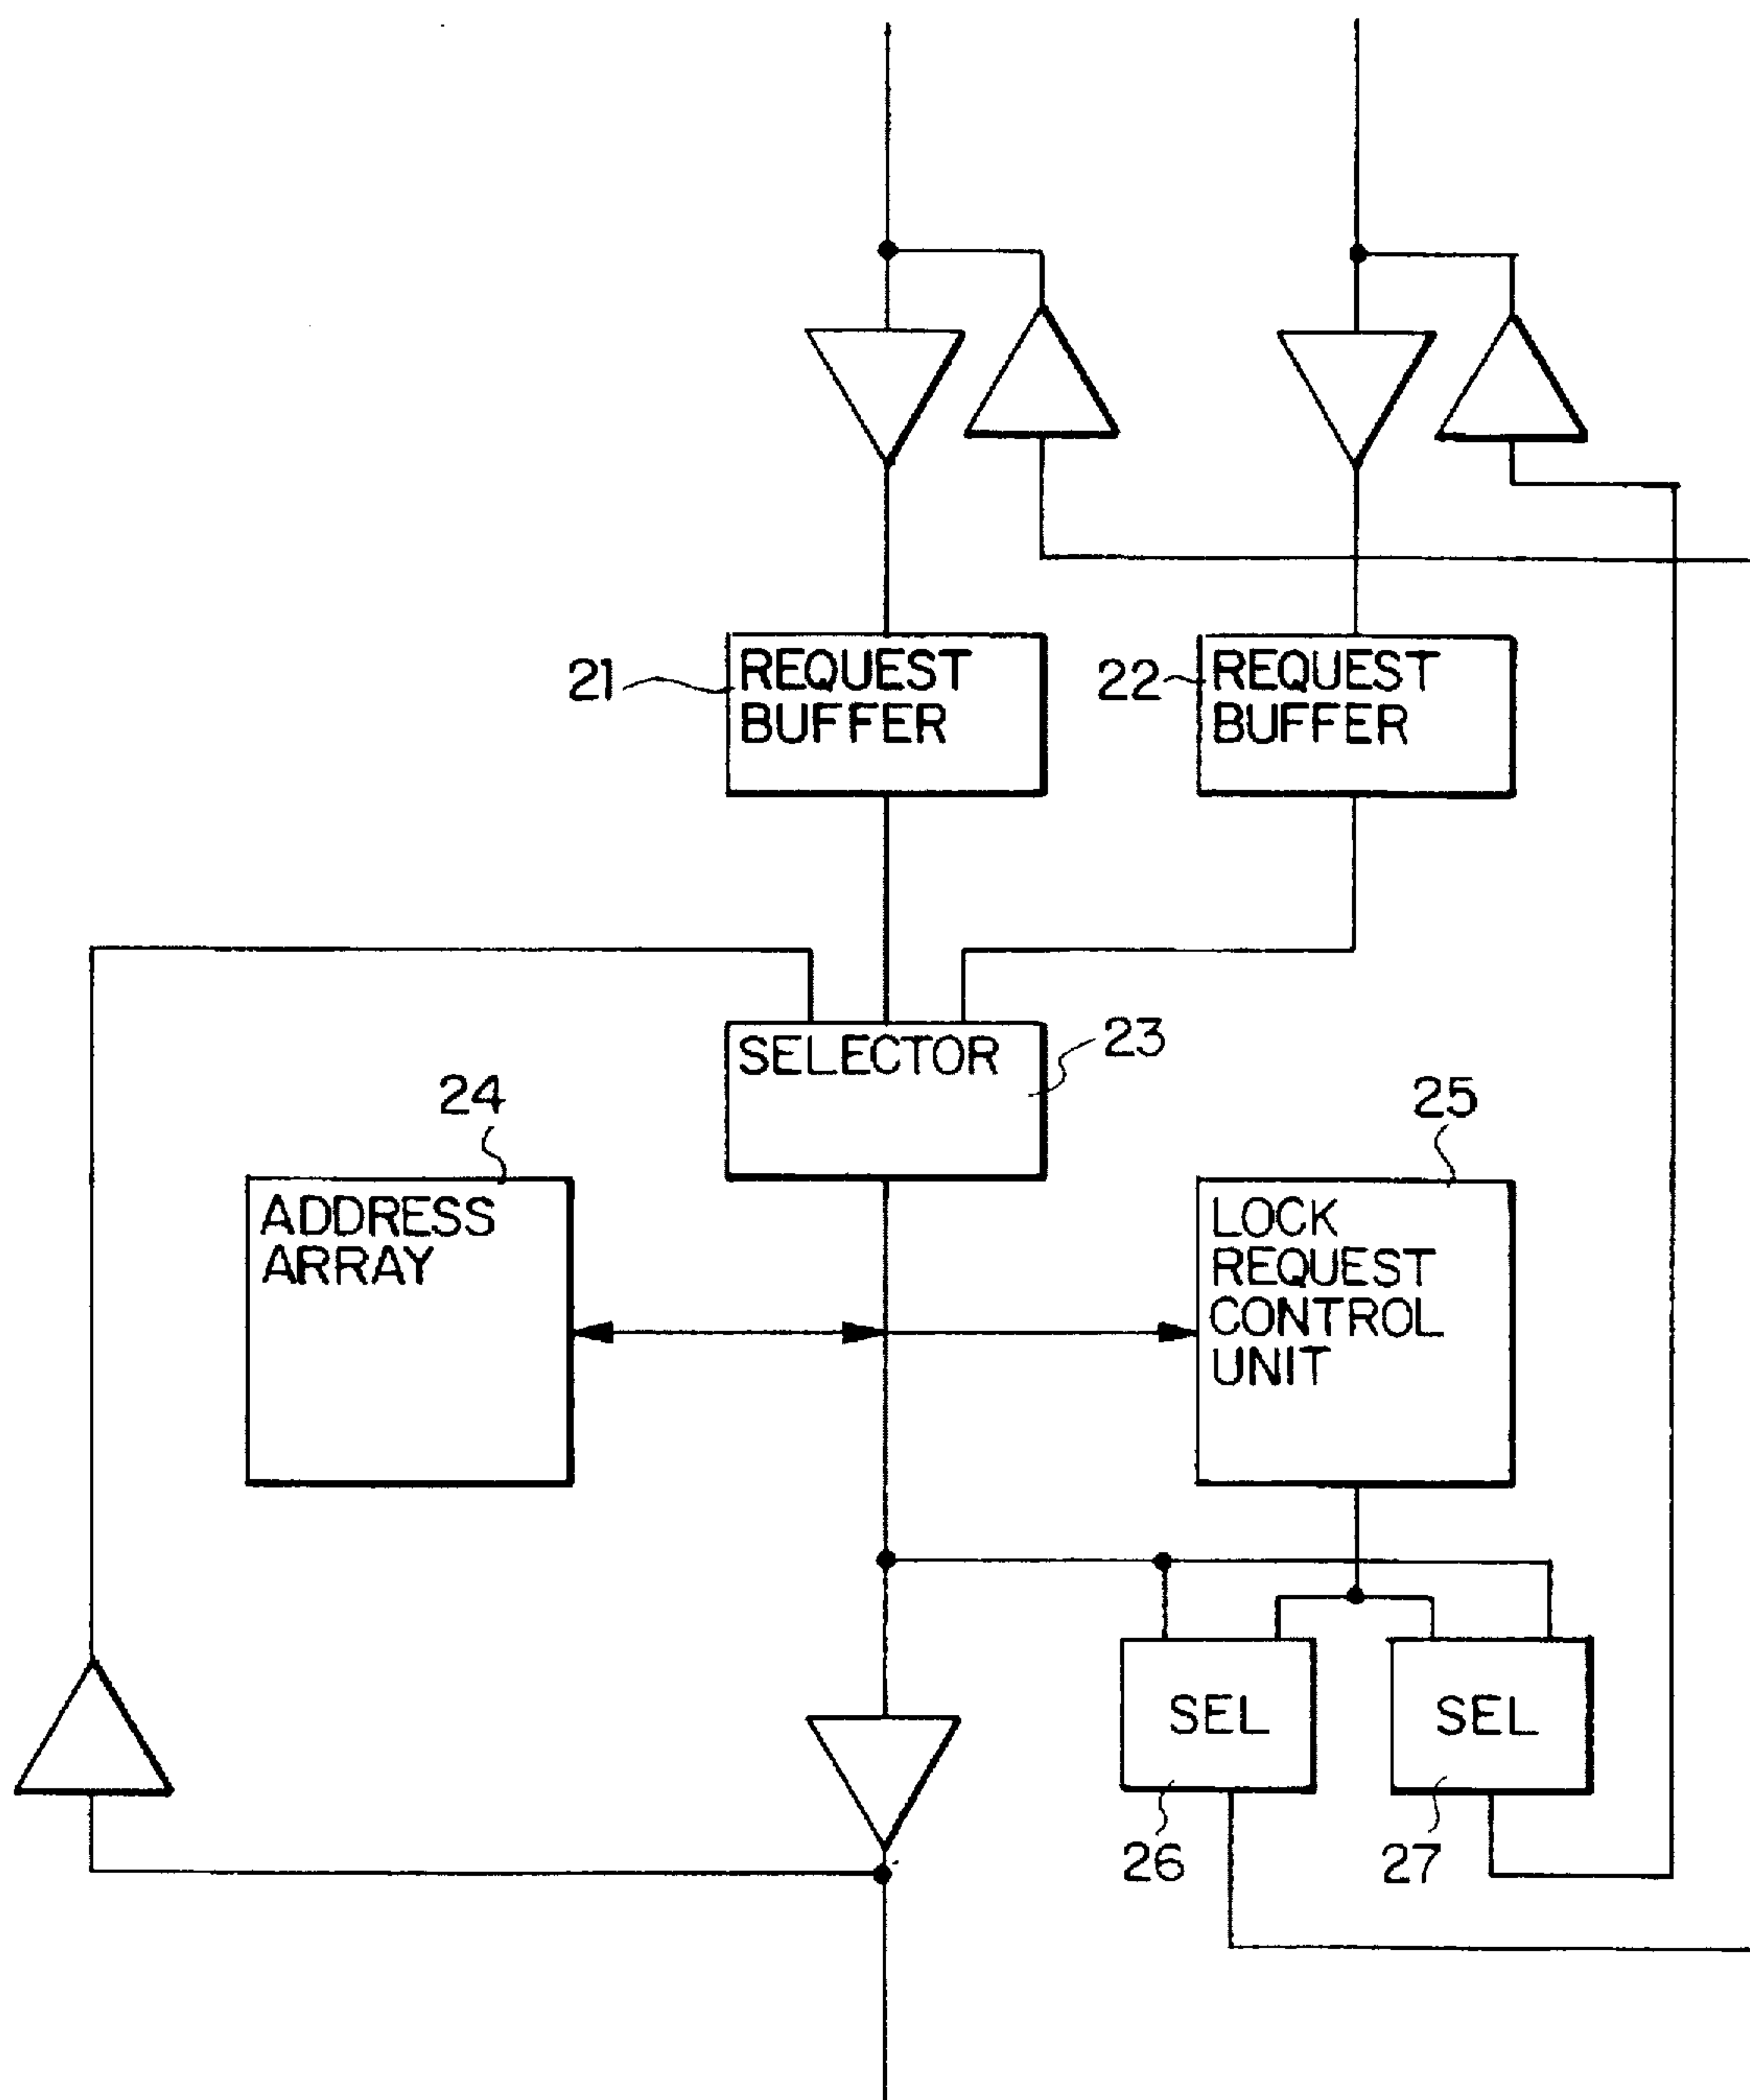 21
REQUEST
BUFFER
22
REQUEST
BUFFER
SELECTOR
23
24
ADDRESS
ARRAY
25
LOCK
REQUEST
CONTROL
UNIT
SEL
SEL
26
27